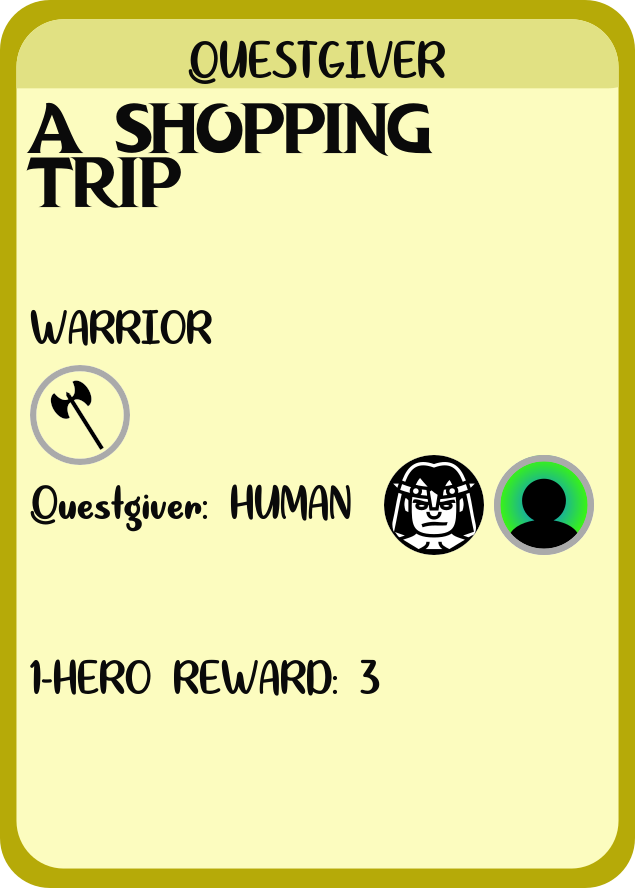 QUESTGIVER
A SHOPPING
TRIP
WARRIOR
Questgiver: HUMAN
1-HERO REWARD: 3